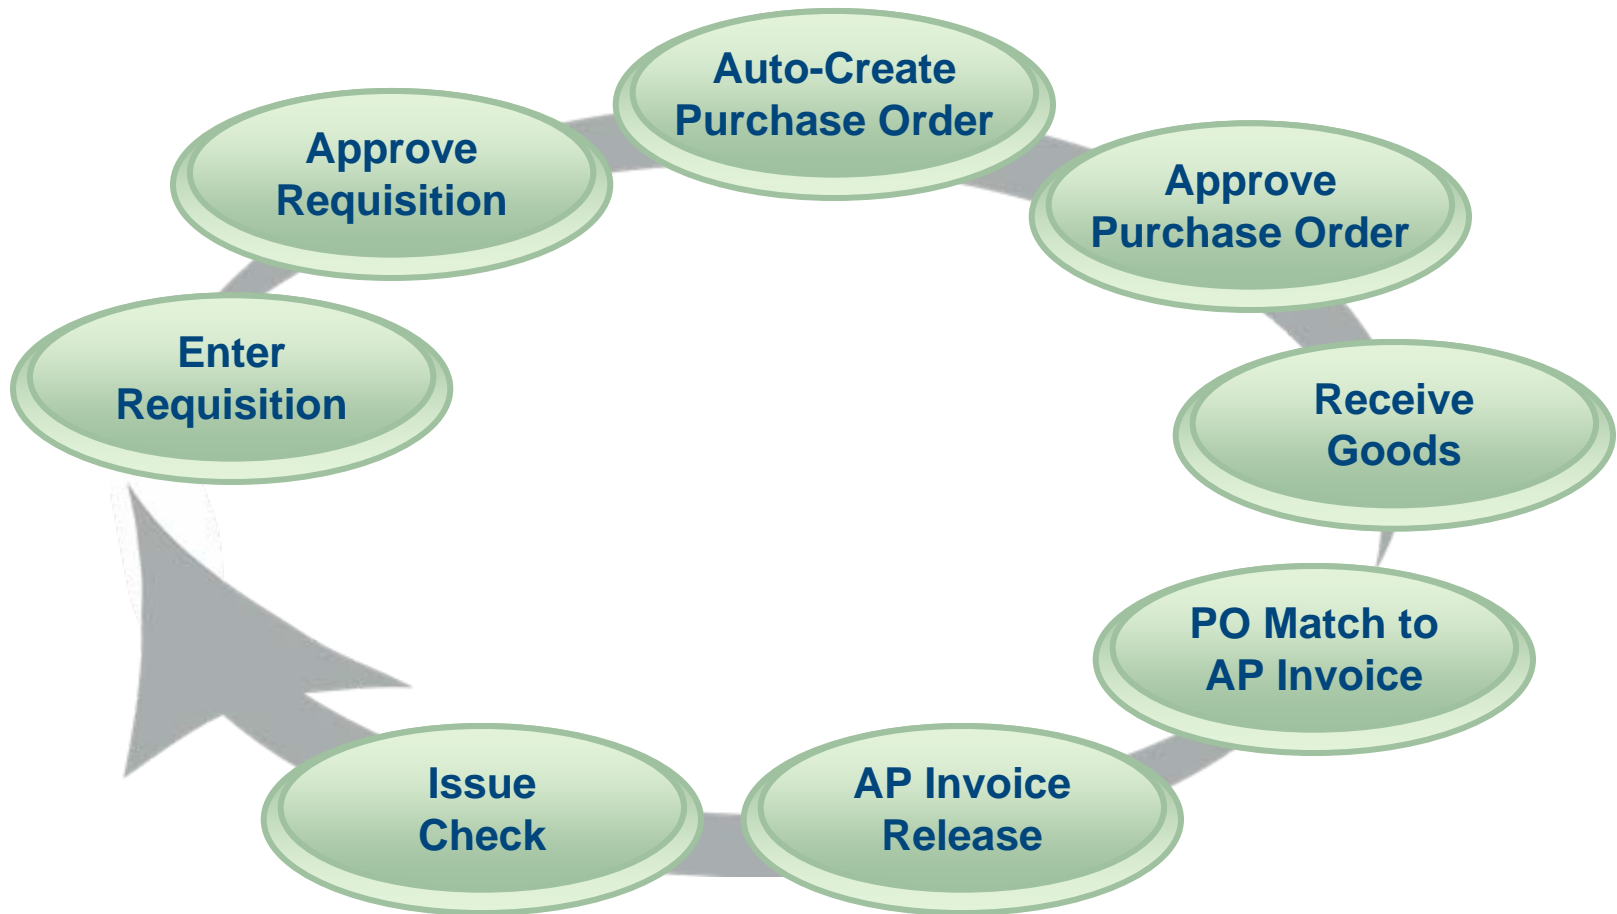 Auto-Create
Purchase Order
Approve
Requisition
Approve
Purchase Order
Enter
Requisition
Receive
Goods
PO Match to
AP Invoice
Issue
Check
AP Invoice
Release